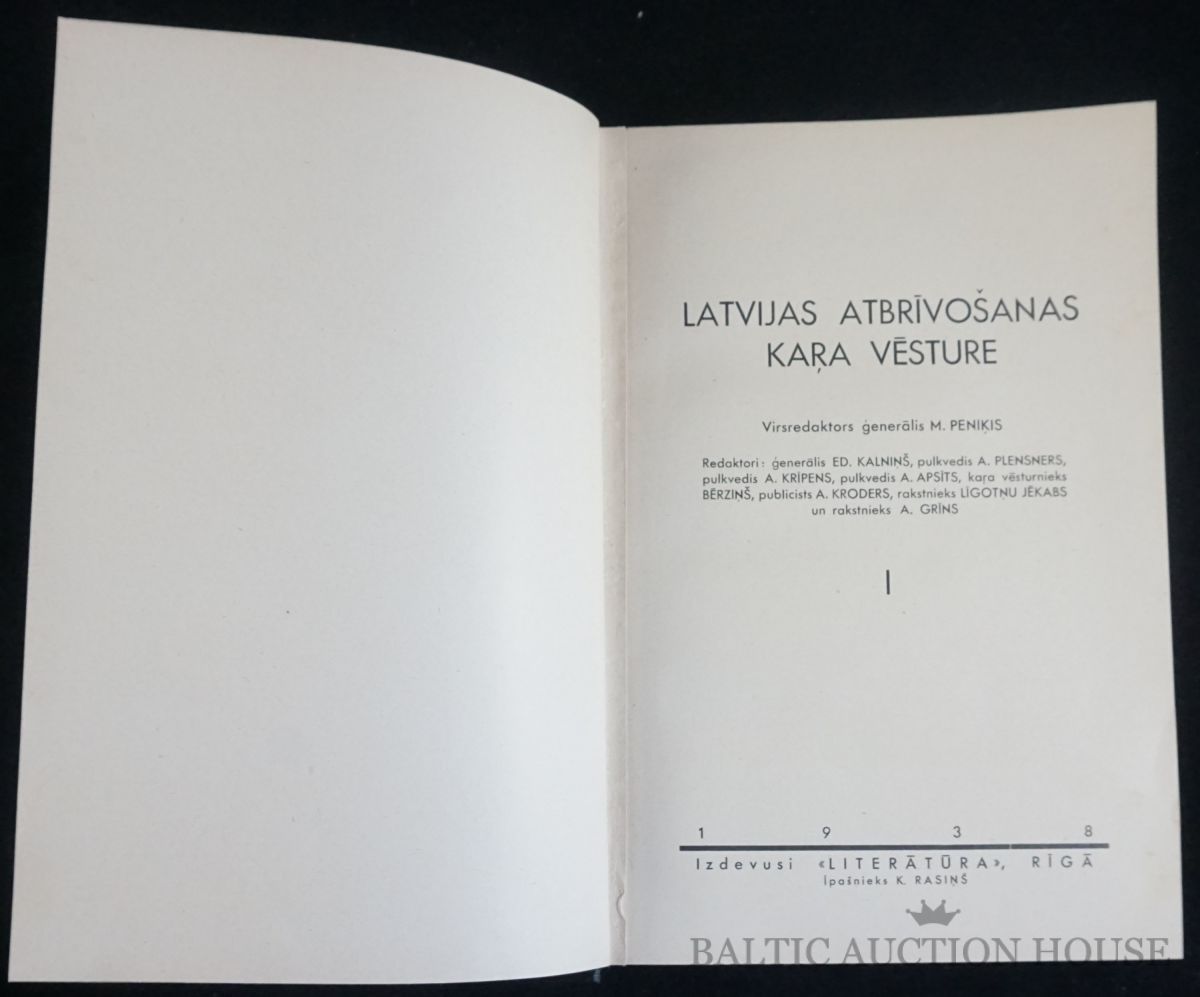 LATVIJAS ATBRĪVOŠANAS
KAŖA VĒSTURE
Virsredaktors ģenerālis M. PENIĶIS
Redaktori: ģenerālis ED. KALNIŅŠ, pulkvedis A. PLENSNERS,
pulkvedis A. KRĪPENS, pulkvedis A. APSĪTS, kaŗa vēsturnieks
BĒRZIŅŠ, publicists A. KRODERS, rakstnieks LĪGOTŅU JĒKABS
un rakstnieks A. GRĪNS
I
1 9 3 8
Izdevusi «LITERĀTŪRA», RĪGĀ
Īpašnieks K. RASIŅŠ
BALTIC AUCTION HOUSE